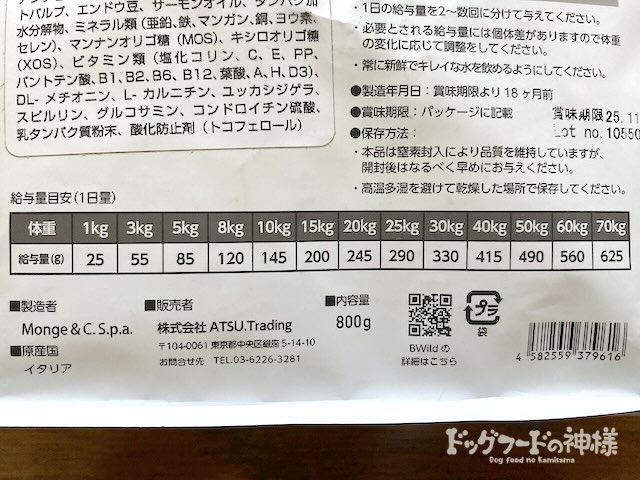 トパルプ、エンドウ豆、サーモンオイル、タンパク加
水分解物、ミネラル類(亜鉛、鉄、マンガン、銅、ヨウ素、
セレン)、マンナンオリゴ糖(MOS)、キシロオリゴ糖
(XOS)、ビタミン類(塩化コリン、C、E、PP、
パントテン酸、B1、B2、B6、B12、葉酸、A、H、D3)、
DL- メチオニン、L- カルニチン、ユッカシジゲラ、
スピルリン、グルコサミン、コンドロイチン硫酸、
乳タンパク質粉末、酸化防止剤(トコフェロール)
1日の給与量を2~数回に分けて与えてください。
・必要とされる給与量には個体差がありますので体重
の変化に応じて調整をしてください。
・常に新鮮でキレイな水を飲めるようにしてください。
●製造年月日:賞味期限より18ヶ月前
●賞味期限:パッケージに記載
賞味期限25.11
Lot no.10550
●保存方法:
・本品は窒素封入により品質を維持していますが、
開封後はなるべく早めにお与えください。
・高温多湿を避けて乾燥した場所で保存してください。
給与量目安(1日量)
体重 1kg 3kg 5kg 8kg 10kg 15kg 20kg 25kg 30kg 40kg 50kg 60kg 70kg
給与量(g) 25 55 85 120 145 200 245 290 330 415 490 560 625
■製造者
Monge & C. S.p.a.
■原産国
イタリア
■販売者
株式会社 ATSU.Trading
〒104-0061 東京都中央区銀座 5-14-10
お問合せ先 TEL.03-6226-3281
■内容量
800g
BWild の
詳細はこちら
プラ
袋
4 582559 379616
ドッグフードの神様
Dog food no Kamisama